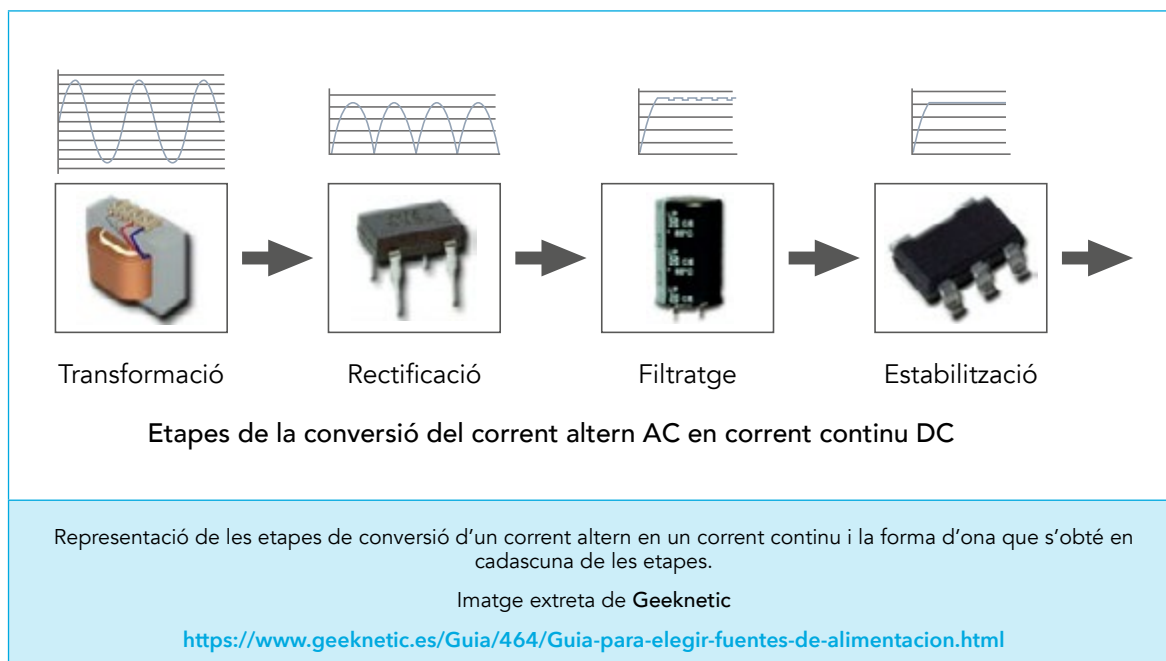 Transformació
Rectificació
Filtratge
Estabilització
Etapes de la conversió del corrent altern AC en corrent continu DC
Representació de les etapes de conversió d'un corrent altern en un corrent continu i la forma d'ona que s'obté en
cadascuna de les etapes.
Imatge extreta de Geeknetic
https://www.geeknetic.es/Guia/464/Guia-para-elegir-fuentes-de-alimentacion.html